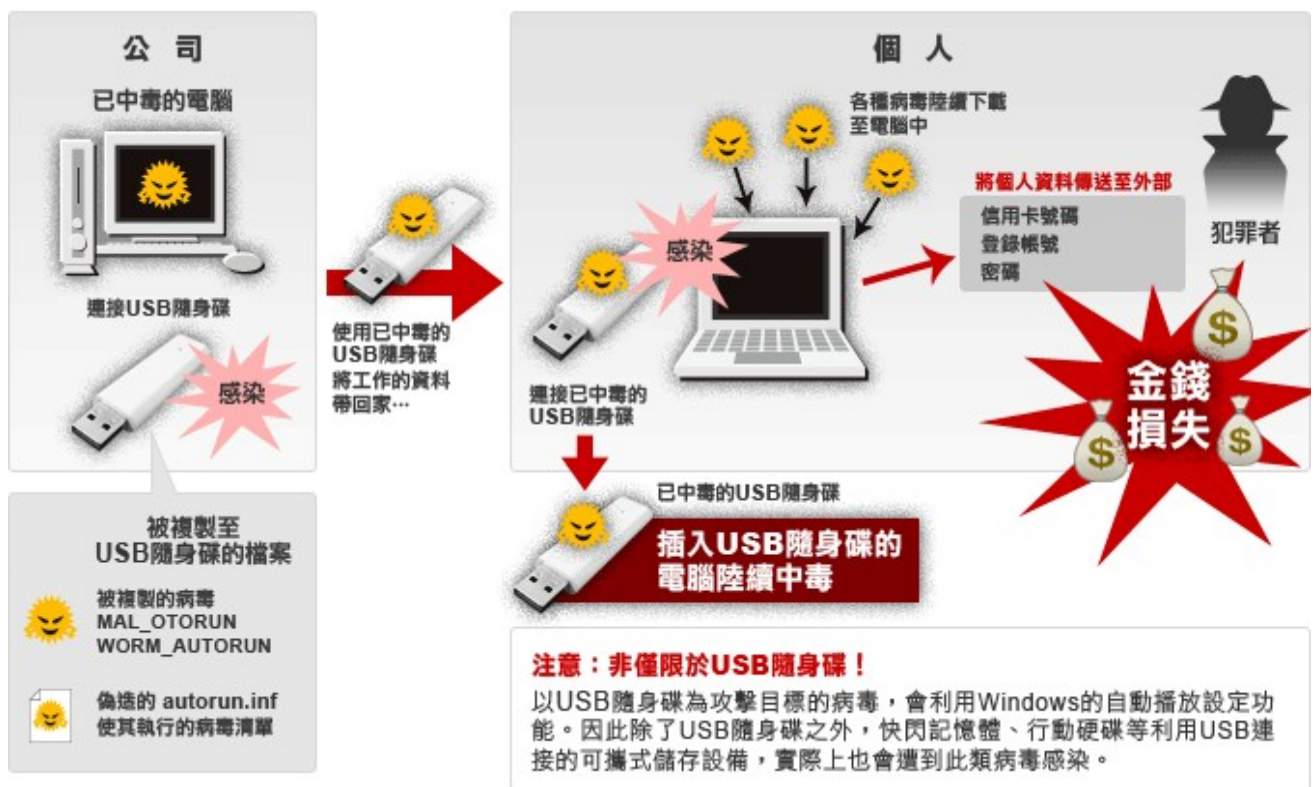 公 司
已中毒的電腦
連接USB隨身碟
感染
被複製至
USB隨身碟的檔案
被複製的病毒
MAL_OTORUN
WORM_AUTORUN
偽造的 autorun.inf
使其執行的病毒清單
使用已中毒的
USB隨身碟
將工作的資料
帶回家…
個 人
各種病毒陸續下載
至電腦中
感染
連接已中毒的
USB隨身碟
將個人資料傳送至外部
信用卡號碼
登錄帳號
密碼
犯罪者
$
金錢
損失
$
$
已中毒的USB隨身碟
插入USB隨身碟的
電腦陸續中毒
注意：非僅限於USB隨身碟！
以USB隨身碟為攻擊目標的病毒，會利用Windows的自動播放設定功
能。因此除了USB隨身碟之外，快閃記憶體、行動硬碟等利用USB連
接的可攜式儲存設備，實際上也會遭到此類病毒感染。